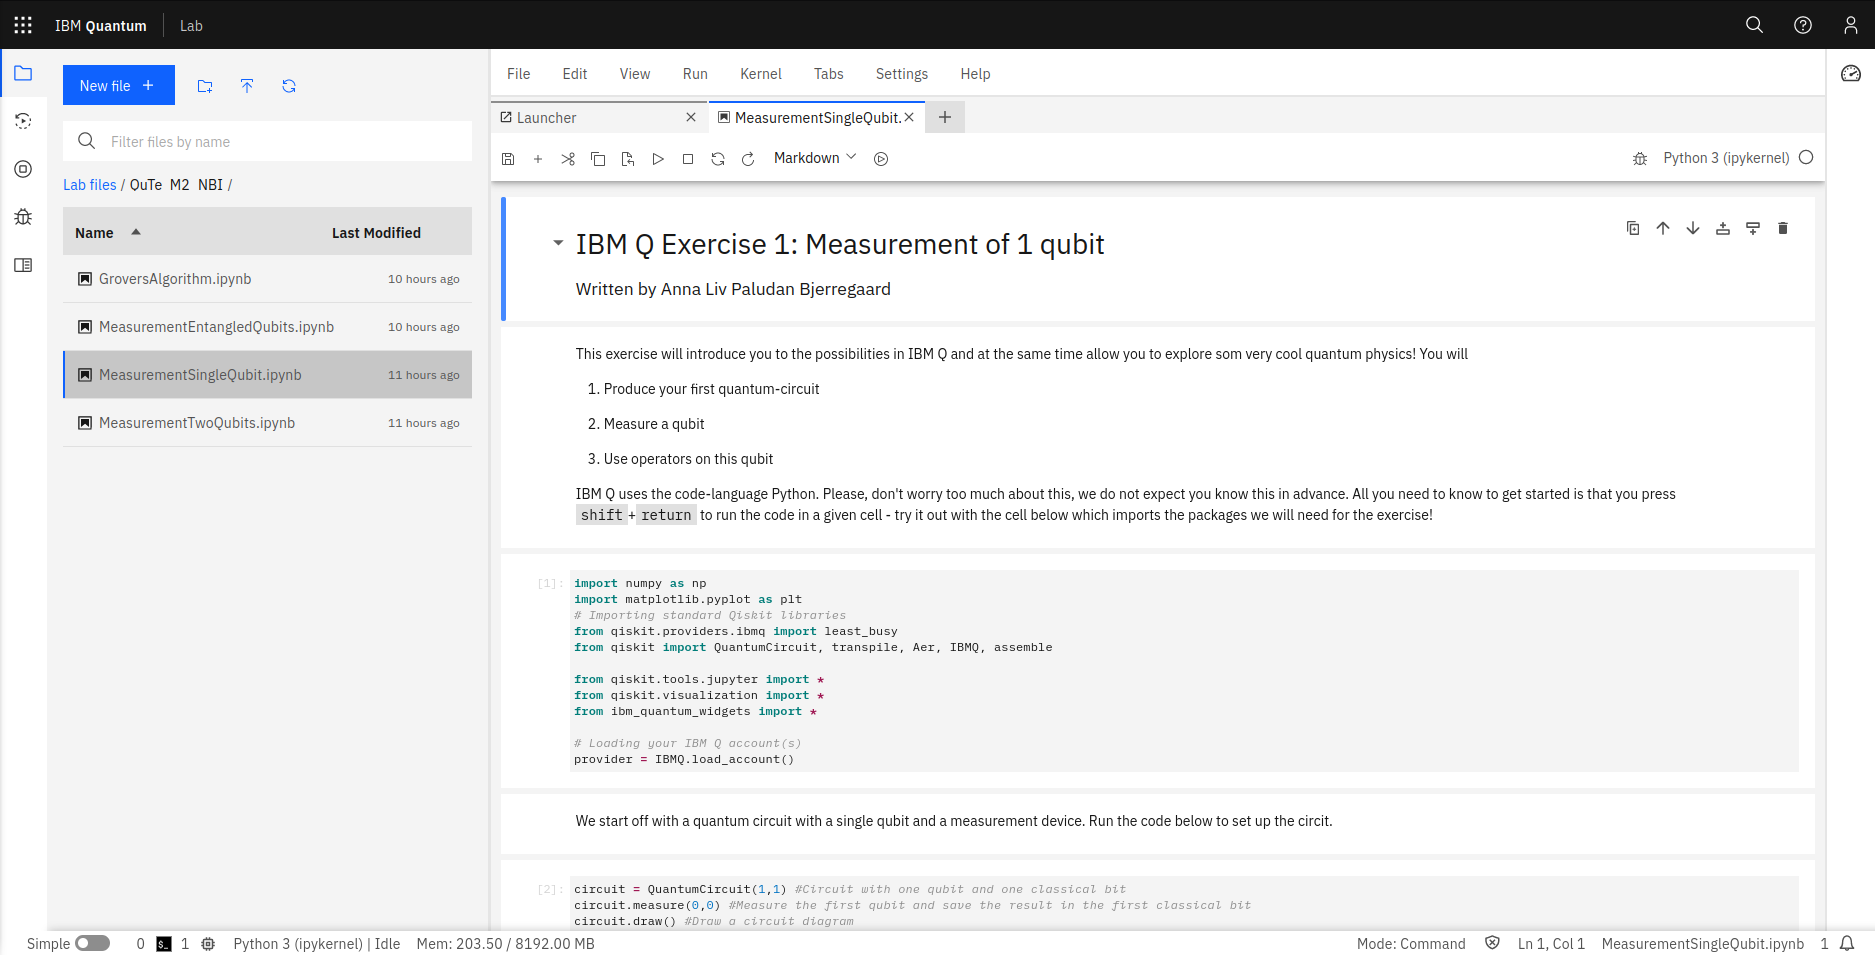 IBM Quantum Lab
New file +
Filter files by name
Lab files / QuTe M2 NBI /
Name Last Modified
GroversAlgorithm.ipynb 10 hours ago
MeasurementEntangledQubits.ipynb 10 hours ago
MeasurementSingleQubit.ipynb 11 hours ago
MeasurementTwoQubits.ipynb 11 hours ago
File Edit View Run Kernel Tabs Settings Help
Launcher MeasurementSingleQubit.
Markdown Python 3 (ipykernel)
IBM Q Exercise 1: Measurement of 1 qubit
Written by Anna Liv Paludan Bjerregaard
This exercise will introduce you to the possibilities in IBM Q and at the same time allow you to explore som very cool quantum physics! You will
1. Produce your first quantum-circuit
2. Measure a qubit
3. Use operators on this qubit
IBM Q uses the code-language Python. Please, don't worry too much about this, we do not expect you know this in advance. All you need to know to get started is that you press
shift+return to run the code in a given cell - try it out with the cell below which imports the packages we will need for the exercise!
[1]: import numpy as np
import matplotlib.pyplot as plt
# Importing standard Qiskit libraries
from qiskit.providers.ibmq import least_busy
from qiskit import QuantumCircuit, transpile, Aer, IBMQ, assemble
from qiskit.tools.jupyter import *
from qiskit.visualization import *
from ibm_quantum_widgets import *
# Loading your IBM Q account(s)
provider = IBMQ.load_account()
We start off with a quantum circuit with a single qubit and a measurement device. Run the code below to set up the circit.
[2]: circuit = QuantumCircuit(1,1) #Circuit with one qubit and one classical bit
circuit.measure(0,0) #Measure the first qubit and save the result in the first classical bit
circuit.draw() #Draw a circuit diagram
Simple 0 $_ 1 Python 3 (ipykernel) | Idle Mem: 203.50 / 8192.00 MB Mode: Command Ln 1, Col 1 MeasurementSingleQubit.ipynb 1